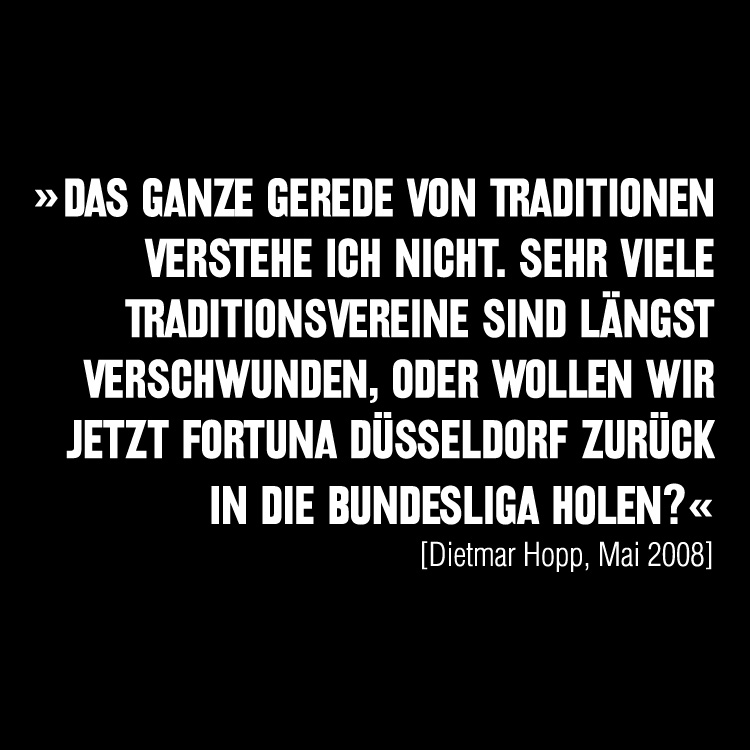 »DAS GANZE GEREDE VON TRADITIONEN
VERSTEHE ICH NICHT. SEHR VIELE
TRADITIONSVEREINE SIND LÄNGST
VERSCHWUNDEN, ODER WOLLEN WIR
JETZT FORTUNA DÜSSELDORF ZURÜCK
IN DIE BUNDESLIGA HOLEN?«
[Dietmar Hopp, Mai 2008]